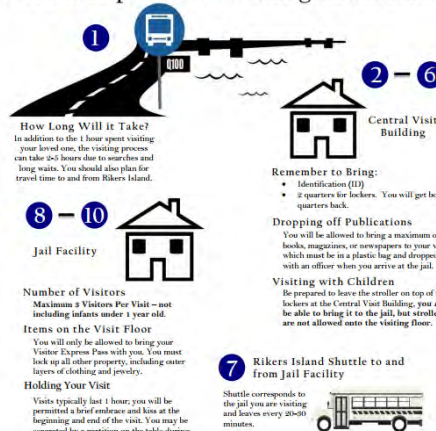 1
Q100
How Long Will it Take?
In addition to the 1 hour spent visiting
your loved one, the visiting process
can take 2-5 hours due to searches and
long waits. You should also plan for
travel time to and from Rikers Island.
2 – 6
Central Visit
Building
Remember to Bring:
• Identification (ID)
• 2 quarters for lockers. You will get
quarters back.
Dropping off Publications
You will be allowed to bring a maximum
books, magazines, or newspapers to your
which must be in a plastic bag and dropped
with an officer when you arrive at the jail.
Visiting with Children
Be prepared to leave the stroller on top of
lockers at the Central Visit Building, you
be able to bring it to the jail, but
are not allowed onto the visiting floor.
8 – 10
Jail Facility
Number of Visitors
Maximum 3 Visitors Per Visit – not
including infants under 1 year old.
Items on the Visit Floor
You will only be allowed to bring your
Visitor Express Pass with you. You must
lock up all other property, including outer
layers of clothing and jewelry.
Holding Your Visit
Visits typically last 1 hour; you will be
permitted a brief embrace and kiss at the
beginning and end of the visit. You may be
separated by a partition on the table during
7
Rikers Island Shuttle to and
from Jail Facility
Shuttle corresponds to
the jail you are visiting
and leaves every 20-30
minutes.